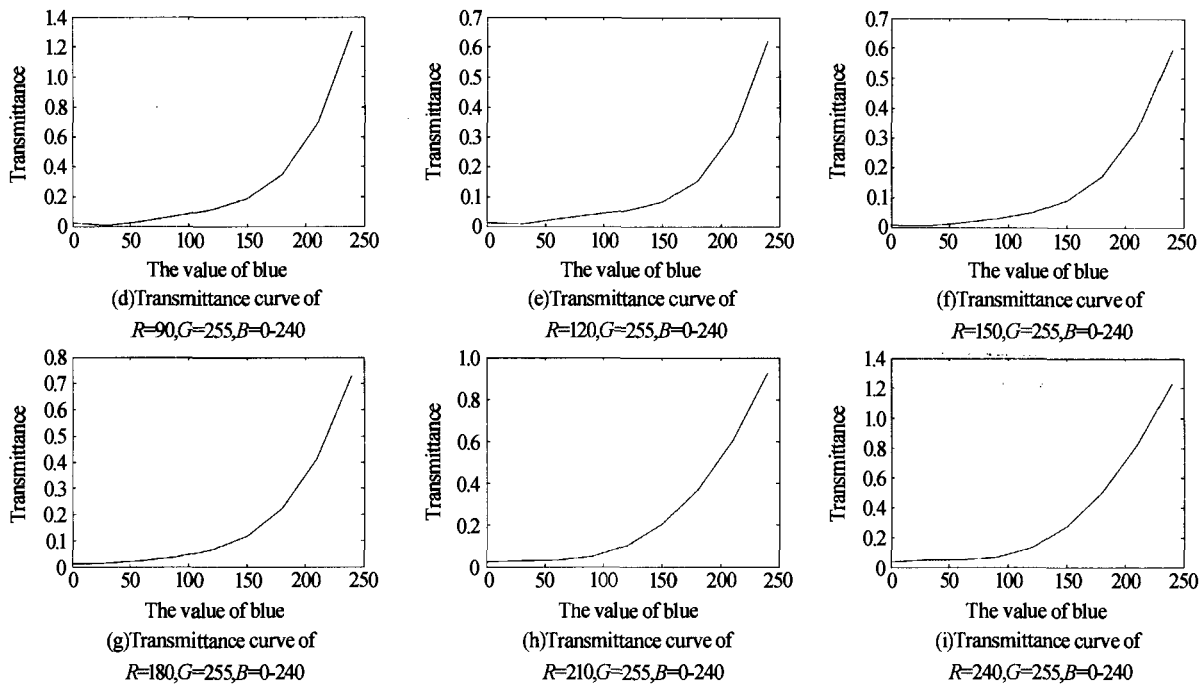 1.4
1.2
1.0
0.8
0.6
0.4
0.2
0
Transmittance
0 50 100 150 200 250
The value of blue
(d)Transmittance curve of
R=90,G=255,B=0-240
0.7
0.6
0.5
0.4
0.3
0.2
0.1
0
Transmittance
0 50 100 150 200 250
The value of blue
(e)Transmittance curve of
R=120,G=255,B=0-240
0.7
0.6
0.5
0.4
0.3
0.2
0.1
0
Transmittance
0 50 100 150 200 250
The value of blue
(f)Transmittance curve of
R=150,G=255,B=0-240
0.8
0.7
0.6
0.5
0.4
0.3
0.2
0.1
0
Transmittance
0 50 100 150 200 250
The value of blue
(g)Transmittance curve of
R=180,G=255,B=0-240
1.0
0.8
0.6
0.4
0.2
0
Transmittance
0 50 100 150 200 250
The value of blue
(h)Transmittance curve of
R=210,G=255,B=0-240
1.4
1.2
1.0
0.8
0.6
0.4
0.2
0
Transmittance
0 50 100 150 200 250
The value of blue
(i)Transmittance curve of
R=240,G=255,B=0-240